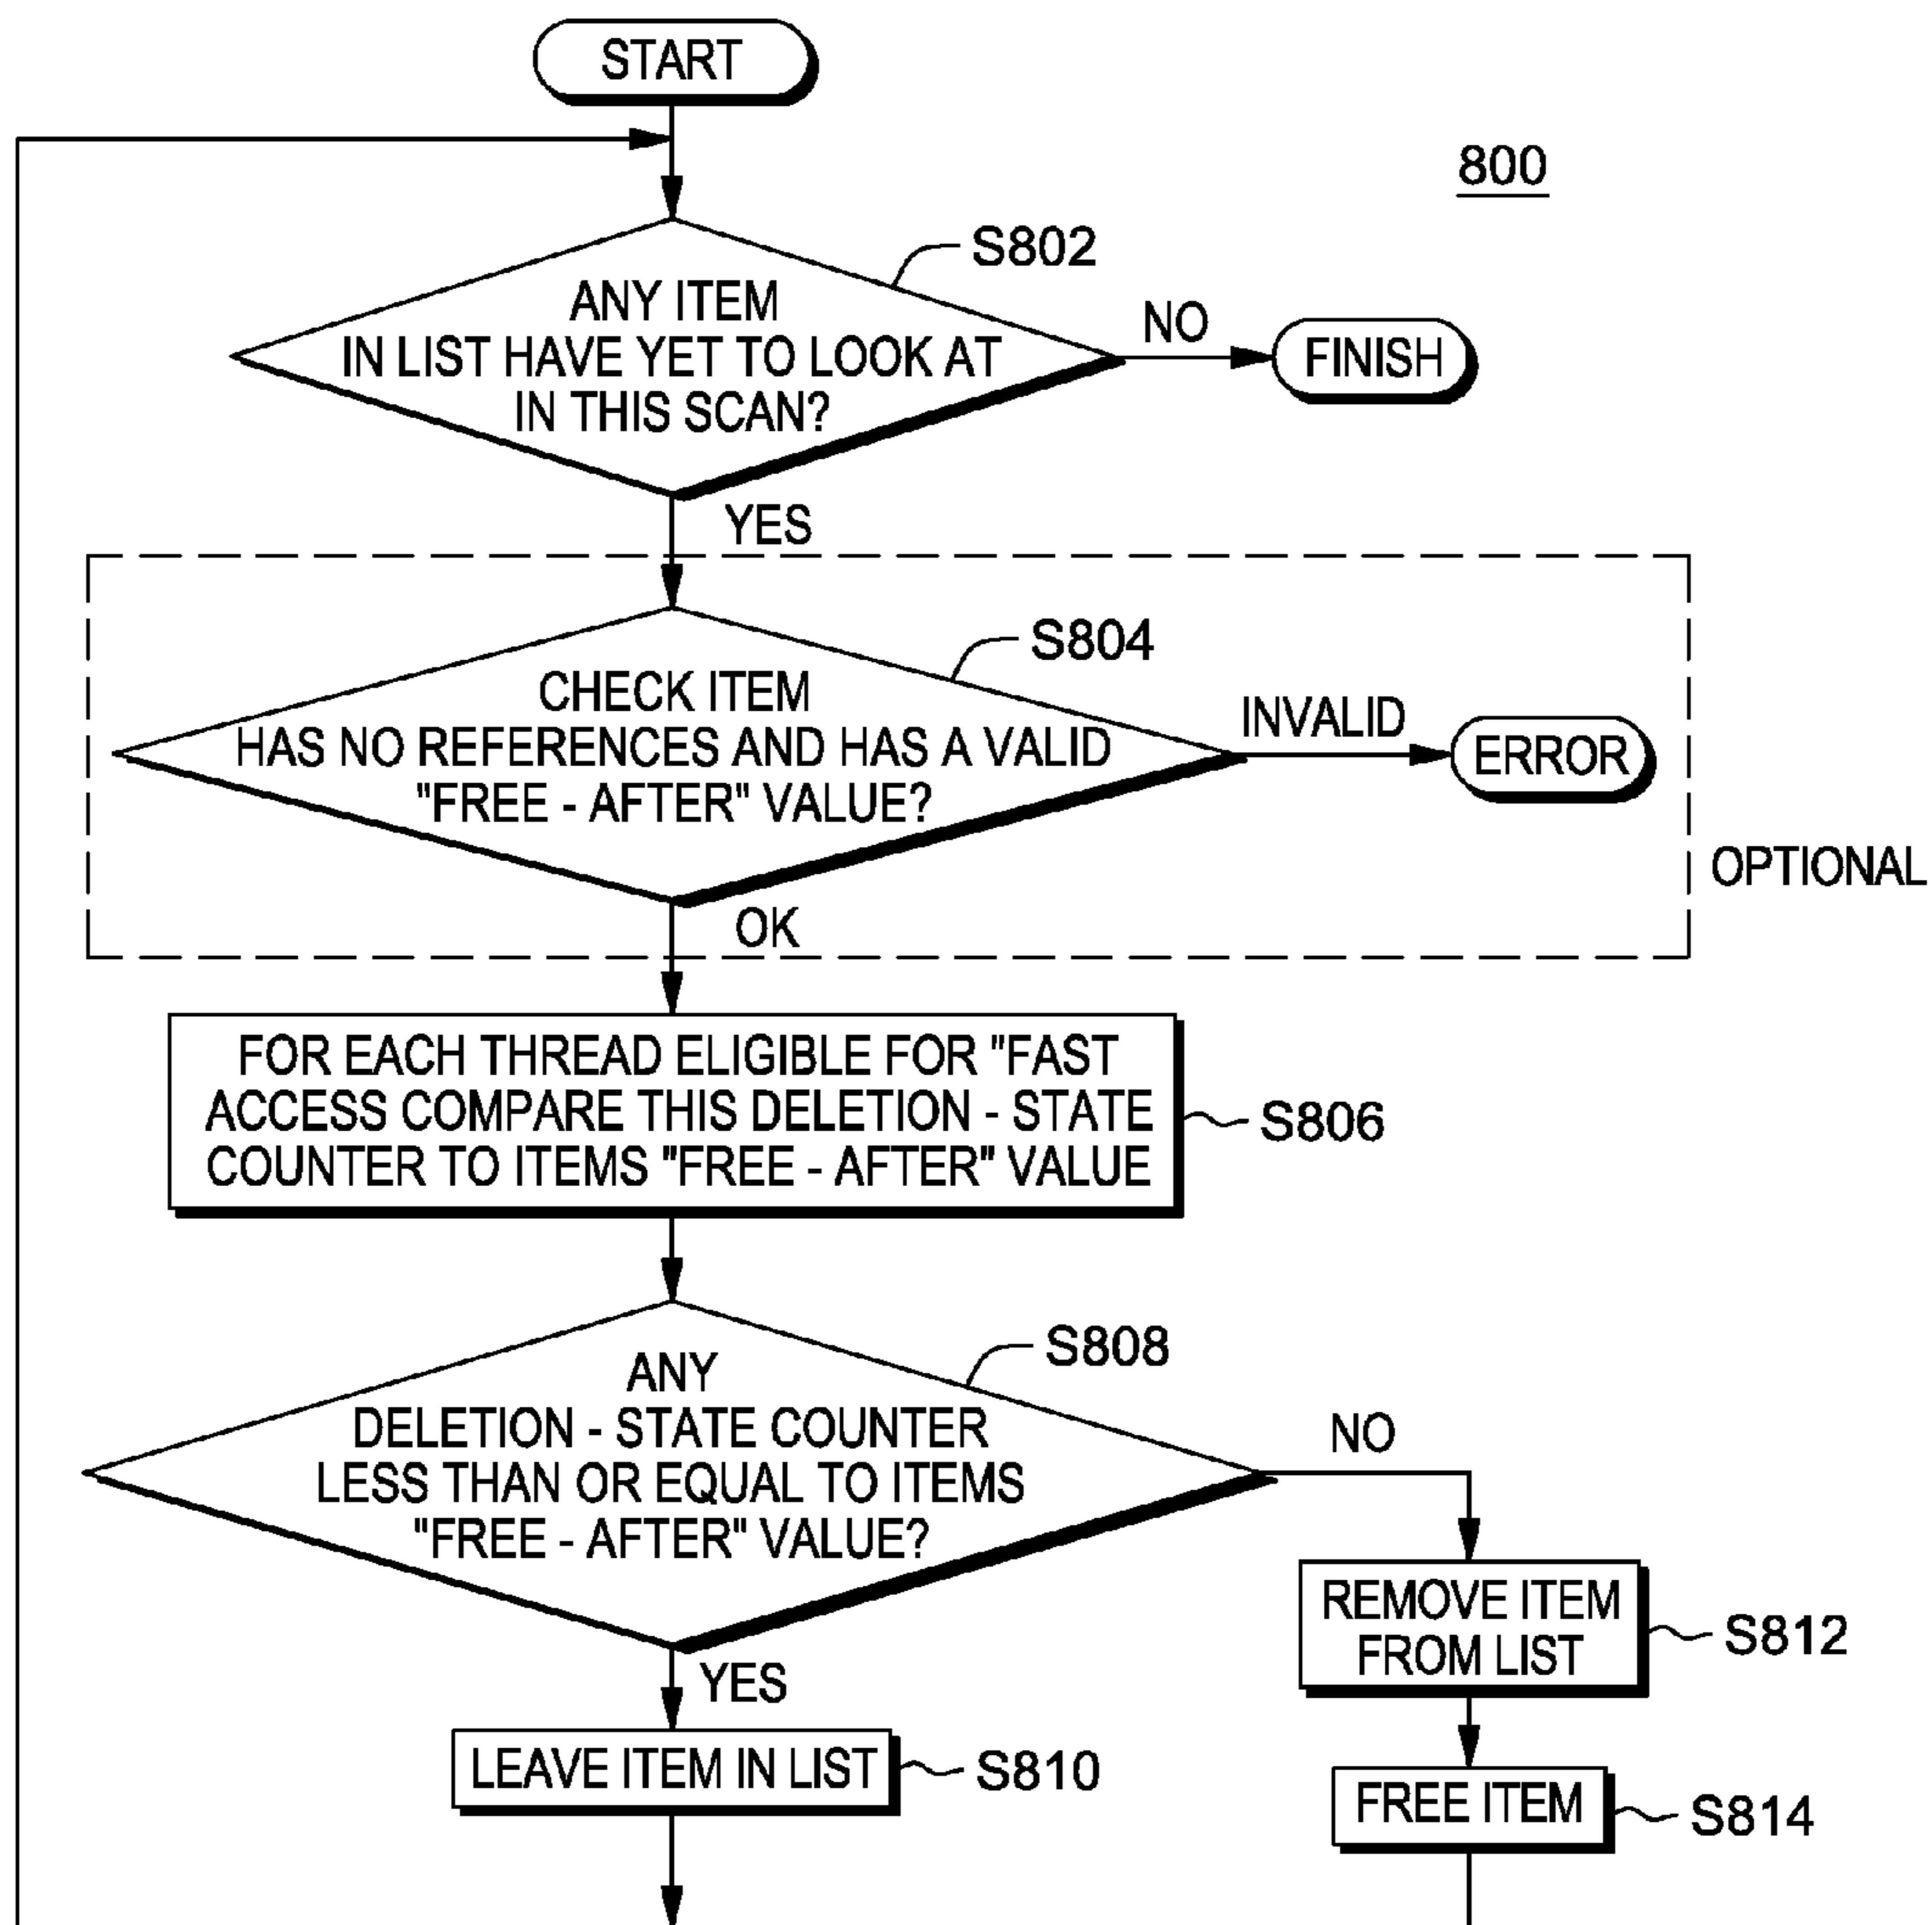 START
800
S802
ANY ITEM
IN LIST HAVE YET TO LOOK AT
IN THIS SCAN?
NO
FINISH
YES
S804
CHECK ITEM
HAS NO REFERENCES AND HAS A VALID
"FREE - AFTER" VALUE?
INVALID
ERROR
OPTIONAL
OK
FOR EACH THREAD ELIGIBLE FOR "FAST
ACCESS COMPARE THIS DELETION - STATE
COUNTER TO ITEMS "FREE - AFTER" VALUE
S806
S808
ANY
DELETION - STATE COUNTER
LESS THAN OR EQUAL TO ITEMS
"FREE - AFTER" VALUE?
NO
REMOVE ITEM
FROM LIST
S812
YES
LEAVE ITEM IN LIST
S810
FREE ITEM
S814